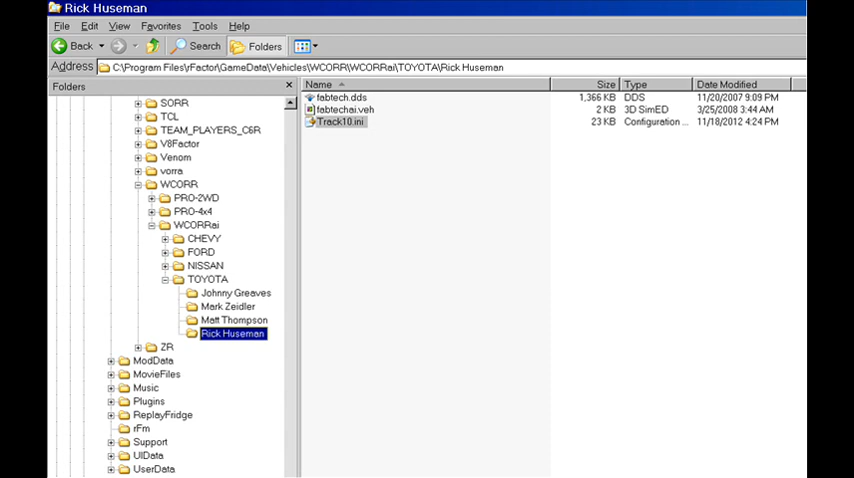 Rick Huseman
File Edit View Favorites Tools Help
Back Search Folders
Address C:\Program Files\rFactor\GameData\Vehicles\WCORR\WCORRai\TOYOTA\Rick Huseman
Folders
Name Size Type Date Modified
fabtech.dds 1,366 KB DDS 11/20/2007 9:09 PM
fabtechai.veh 2 KB 3D SimED 3/25/2008 3:44 AM
Track10.ini 23 KB Configuration ... 11/18/2012 4:24 PM
SORR
TCL
TEAM_PLAYERS_C6R
V8Factor
Venom
vorra
WCORR
PRO-2WD
PRO-4x4
WCORRai
CHEVY
FORD
NISSAN
TOYOTA
Johnny Greaves
Mark Zeidler
Matt Thompson
Rick Huseman
ZR
ModData
MovieFiles
Music
Plugins
ReplayFridge
rFm
Support
UIData
UserData